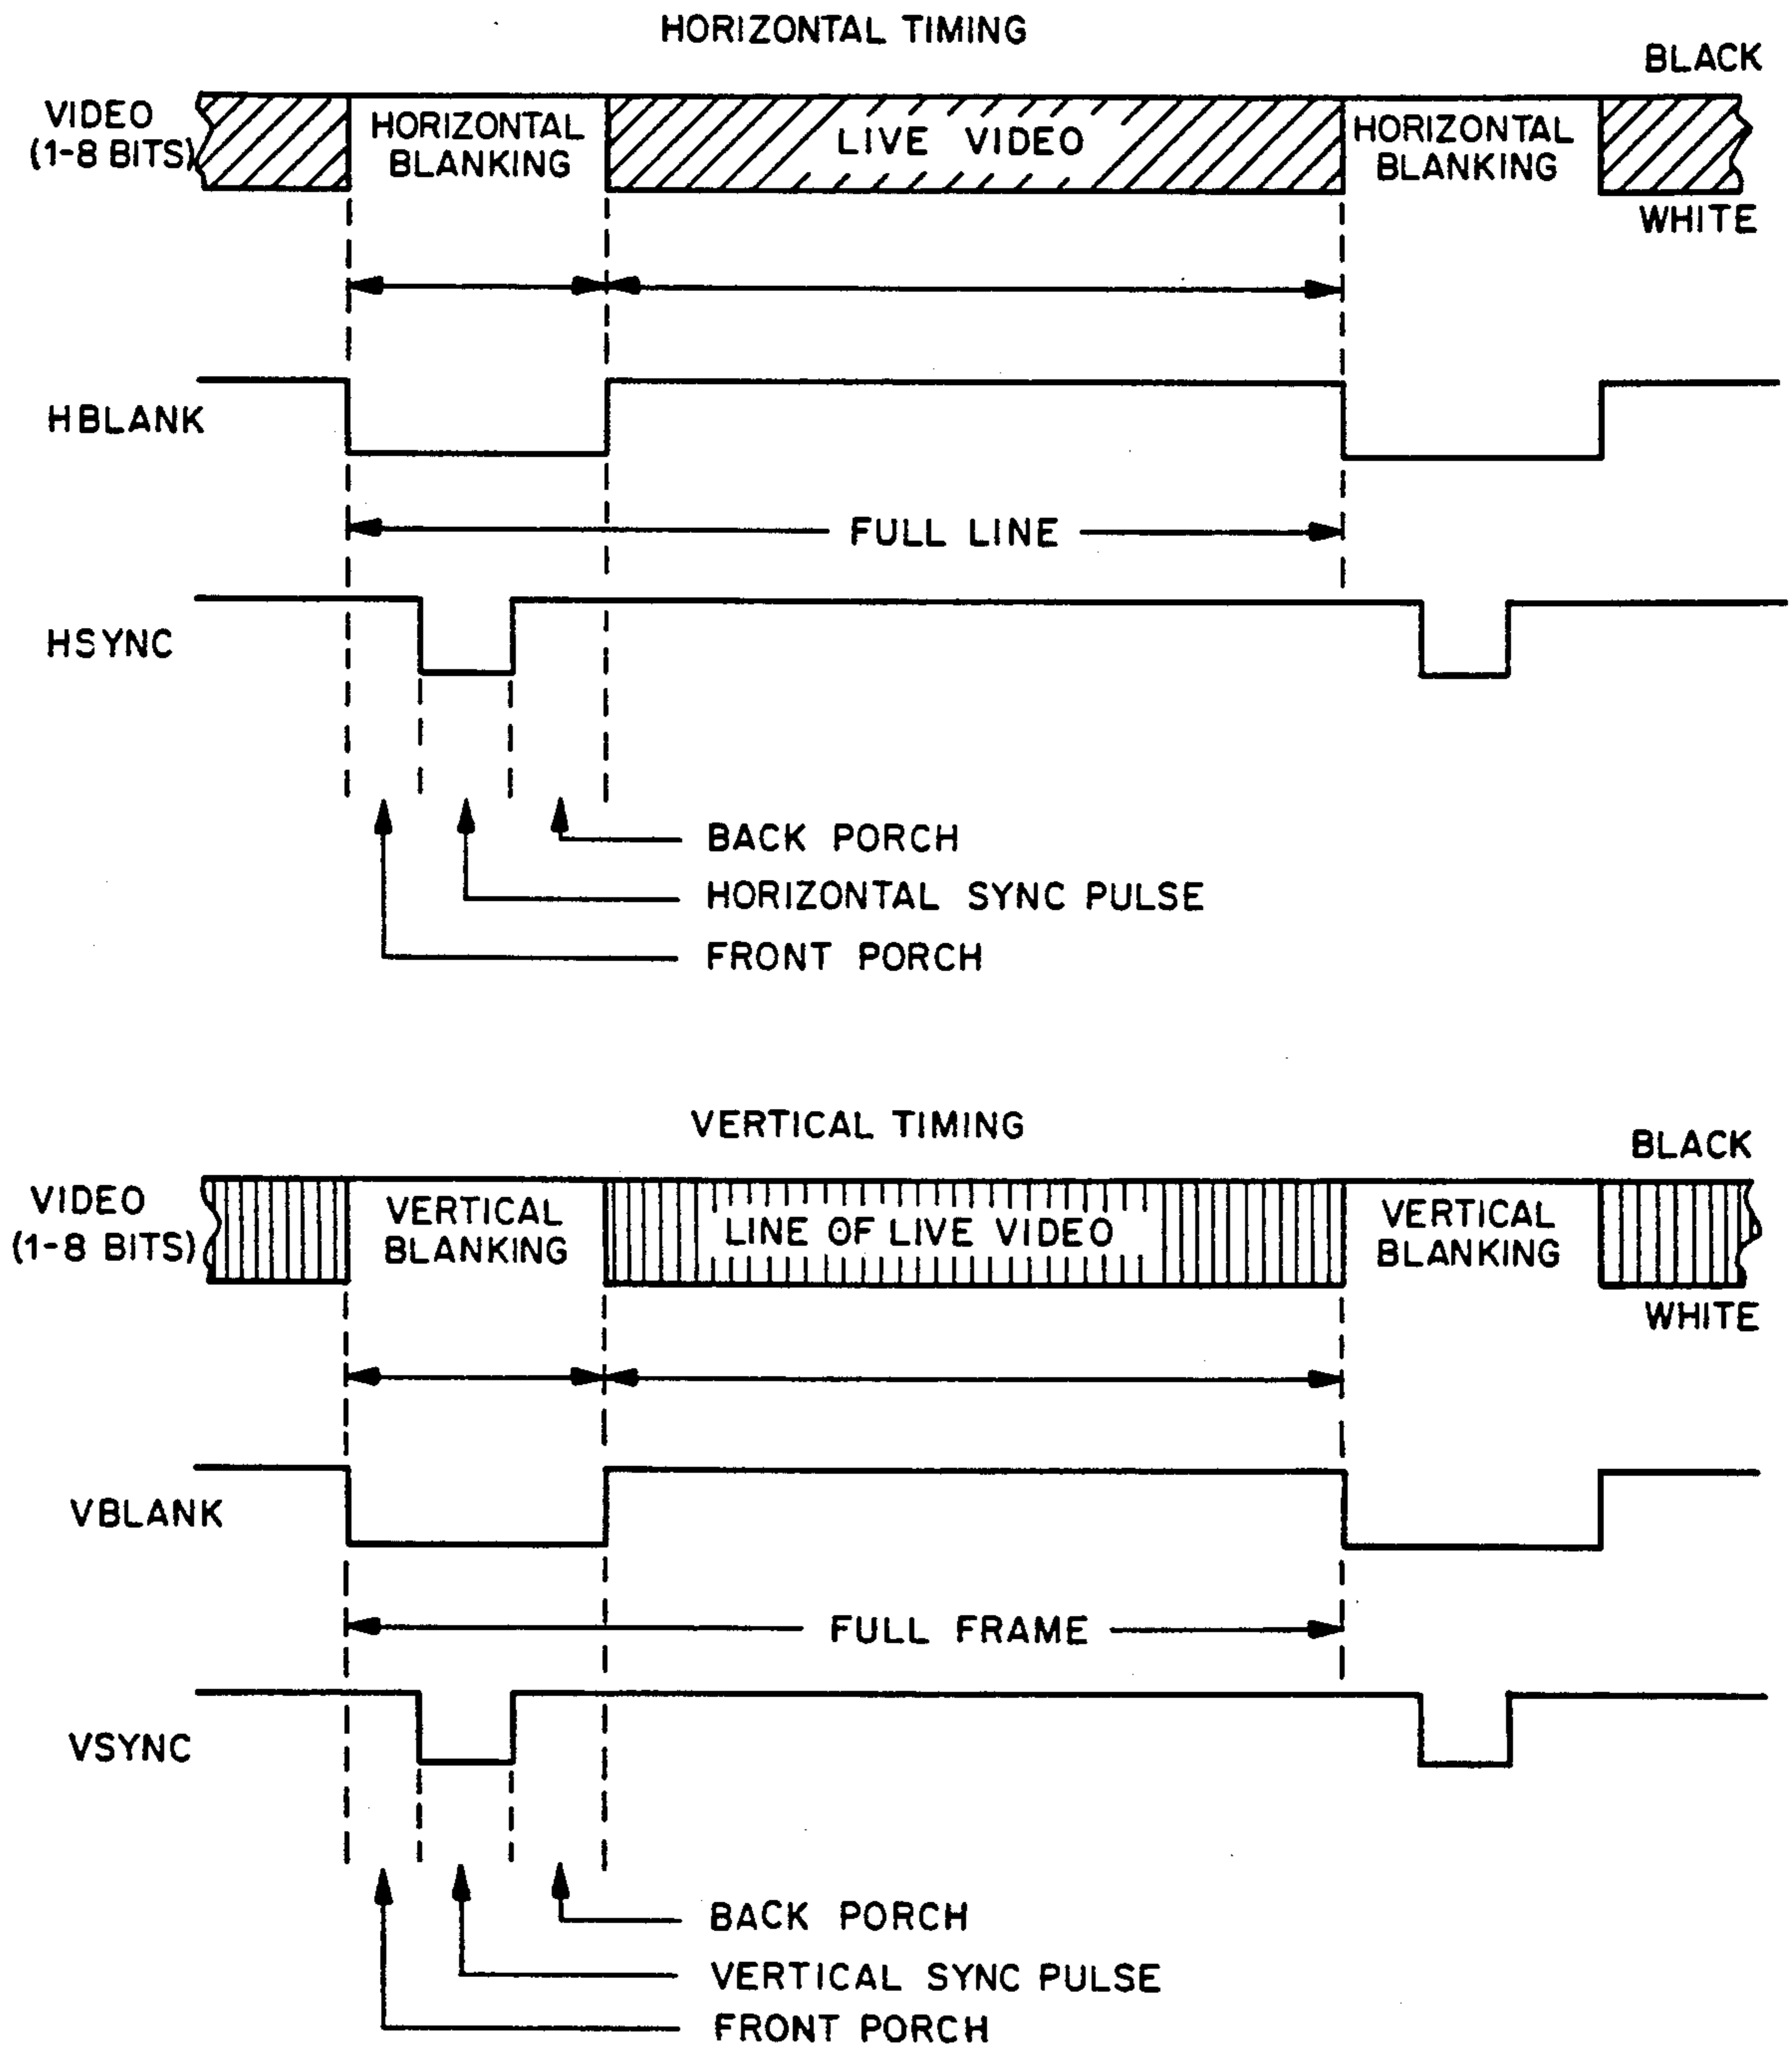 HORIZONTAL TIMING
BLACK
VIDEO
(1-8 BITS)
HORIZONTAL
BLANKING
LIVE VIDEO
HORIZONTAL
BLANKING
WHITE
HBLANK
FULL LINE
HSYNC
BACK PORCH
HORIZONTAL SYNC PULSE
FRONT PORCH
VERTICAL TIMING
BLACK
VIDEO
(1-8 BITS)
VERTICAL
BLANKING
LINE OF LIVE VIDEO
VERTICAL
BLANKING
WHITE
VBLANK
FULL FRAME
VSYNC
BACK PORCH
VERTICAL SYNC PULSE
FRONT PORCH